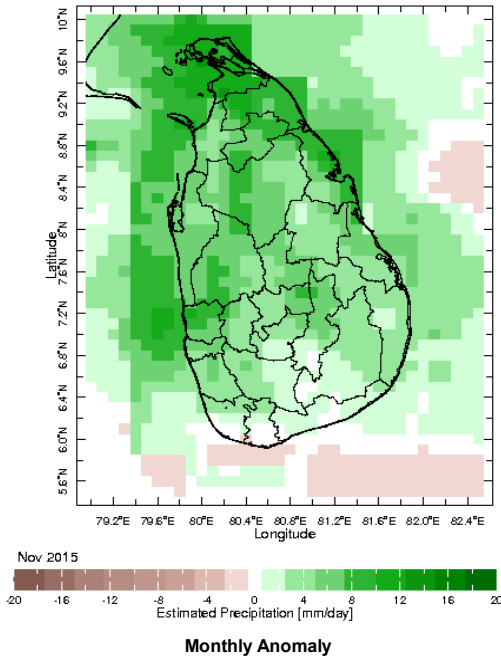 10°N
9.6°N
9.2°N
8.8°N
8.4°N
8°N
7.6°N
7.2°N
6.8°N
6.4°N
6.0°N
5.6°N
Latitude
79.2°E 79.6°E 80°E 80.4°E 80.8°E 81.2°E 81.6°E 82°E 82.4°E
Longitude
Nov 2015
-20 -16 -12 -8 -4 0 4 8 12 16 20
Estimated Precipitation [mm/day]
Monthly Anomaly